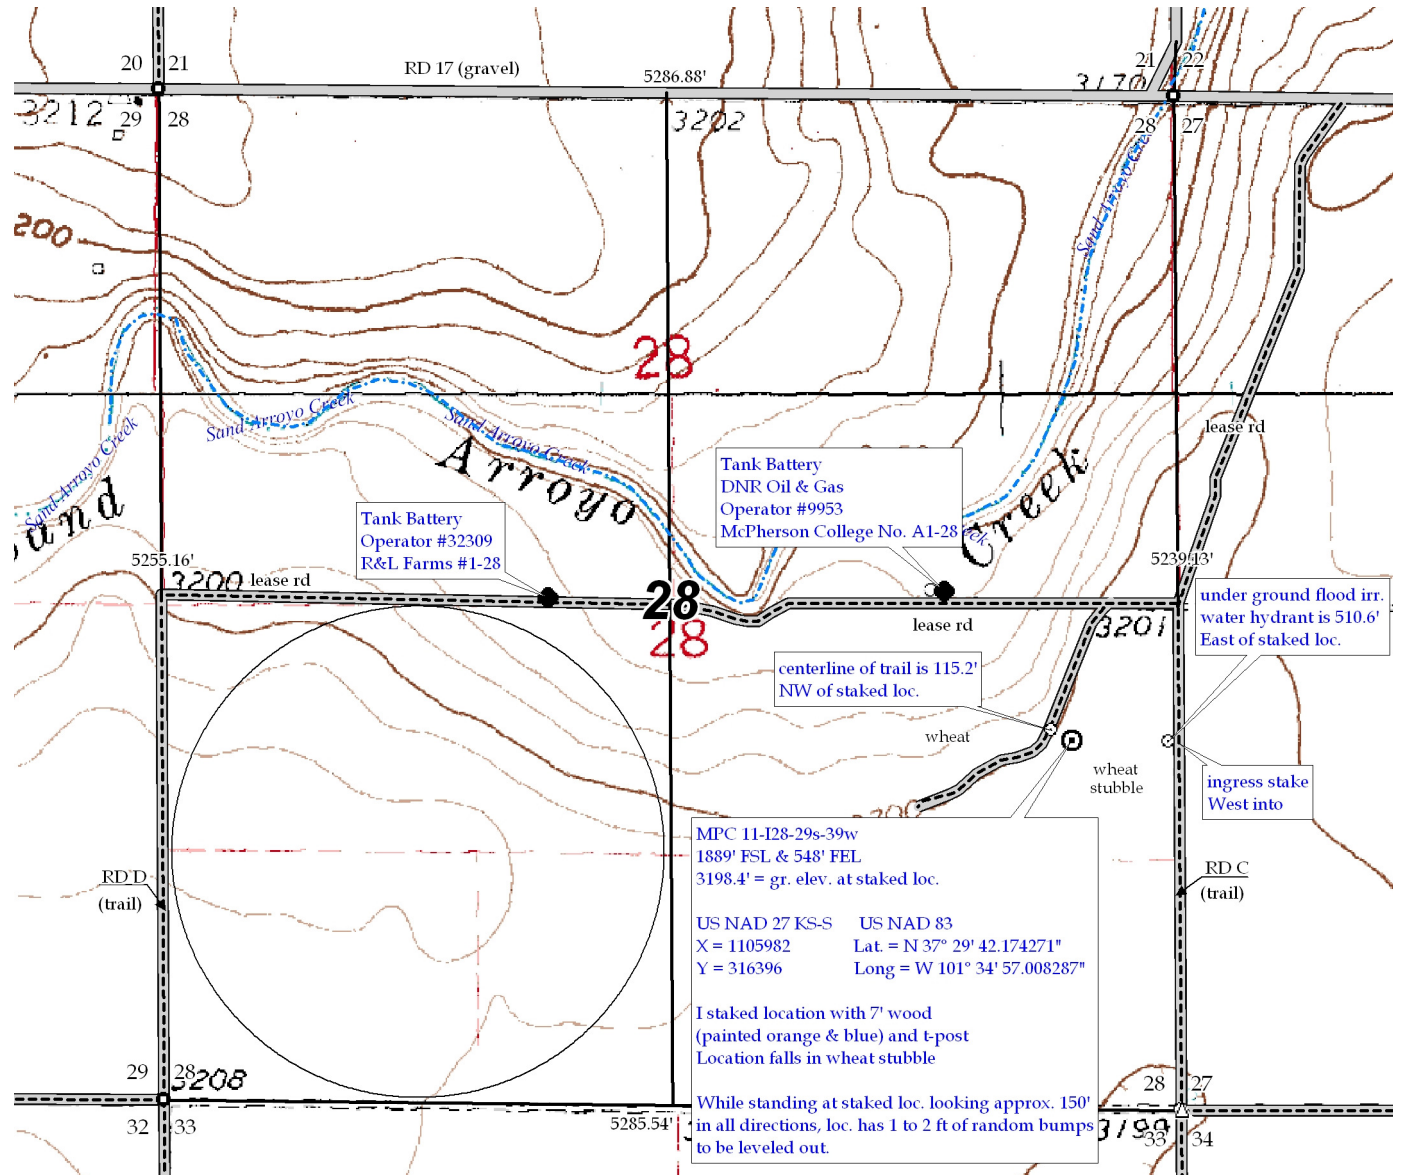 20 21
RD 17 (gravel)
5286.88'
21 22
3170
3212
29 28
3202
28 27
Sand Arroyo Creek
200
28
lease rd
Sand Arroyo Creek
Sand Arroyo Creek
Sand Arroyo Creek
Arroyo
Creek
Tank Battery
DNR Oil & Gas
Operator #9953
McPherson College No. A1-28
Tank Battery
Operator #32309
R&L Farms #1-28
5255.16'
5239.13'
3200
lease rd
28
28
lease rd
3201
under ground flood irr.
water hydrant is 510.6'
East of staked loc.
centerline of trail is 115.2'
NW of staked loc.
wheat
wheat
stubble
ingress stake
West into
MPC 11-I28-29s-39w
1889' FSL & 548' FEL
3198.4' = gr. elev. at staked loc.
US NAD 27 KS-S US NAD 83
X = 1105982 Lat. = N 37° 29' 42.174271"
Y = 316396 Long = W 101° 34' 57.008287"
I staked location with 7' wood
(painted orange & blue) and t-post
Location falls in wheat stubble
While standing at staked loc. looking approx. 150'
in all directions, loc. has 1 to 2 ft of random bumps
to be leveled out.
RD D
(trail)
RD C
(trail)
29 28
3208
28 27
32 33
5285.54'
3199
33 34